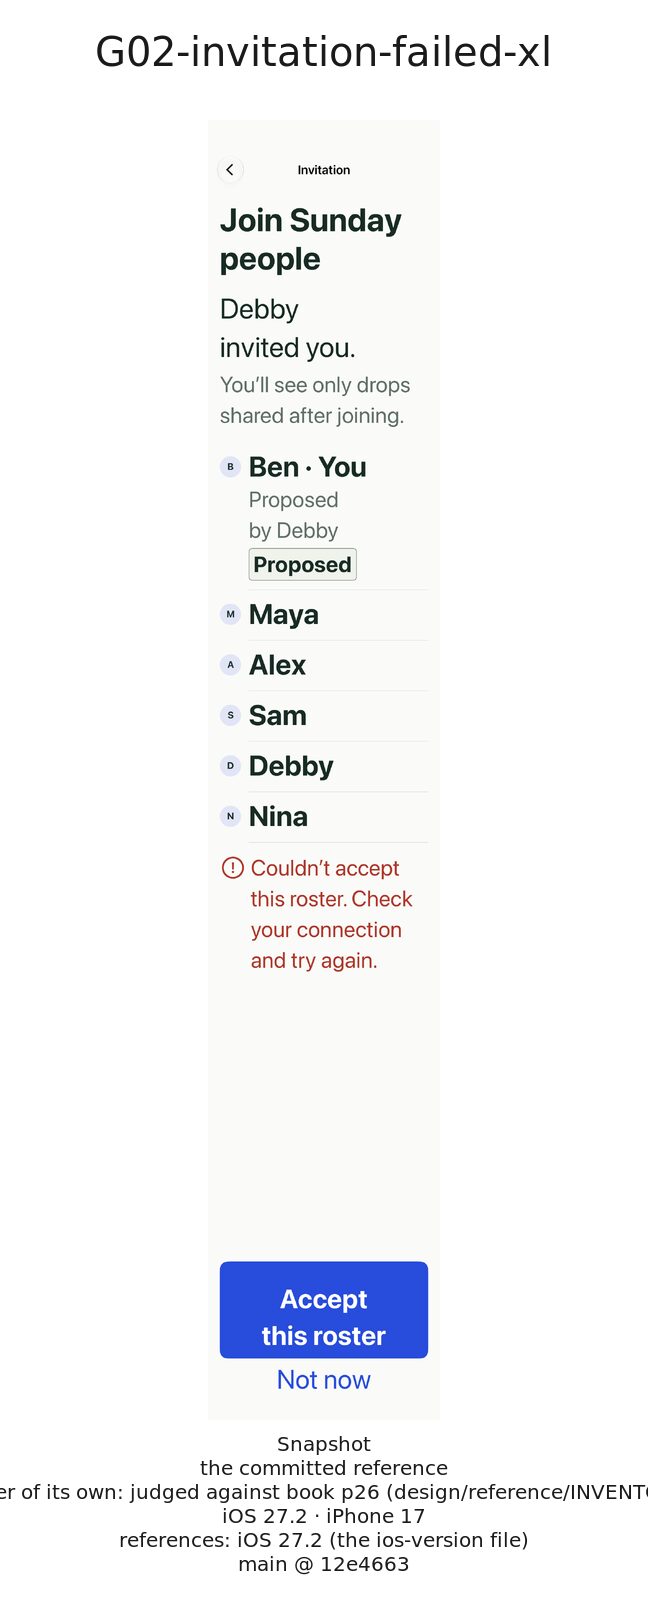 G02-invitation-failed-xl
Invitation
Join Sunday
people
Debby
invited you.
You’ll see only drops
shared after joining.
B
Ben · You
Proposed
by Debby
Proposed
M
Maya
A
Alex
S
Sam
D
Debby
N
Nina
Couldn’t accept
this roster. Check
your connection
and try again.
Accept
this roster
Not now
Snapshot
the committed reference
of its own: judged against book p26 (design/reference/
iOS 27.2 · iPhone 17
references: iOS 27.2 (the ios-version file)
main @ 12e4663